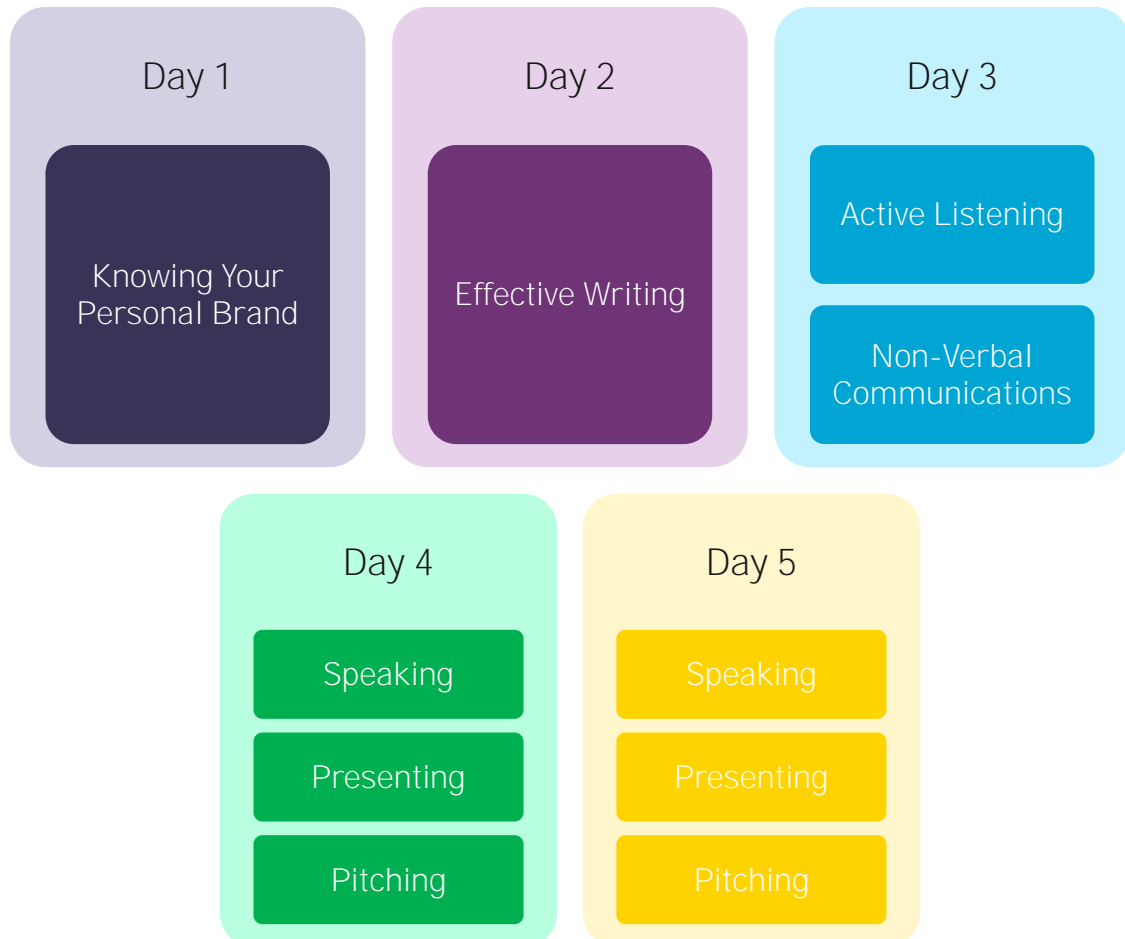 Day 1
Knowing Your
Personal Brand
Day 2
Effective Writing
Day 3
Active Listening
Non-Verbal
Communications
Day 4
Speaking
Presenting
Pitching
Day 5
Speaking
Presenting
Pitching